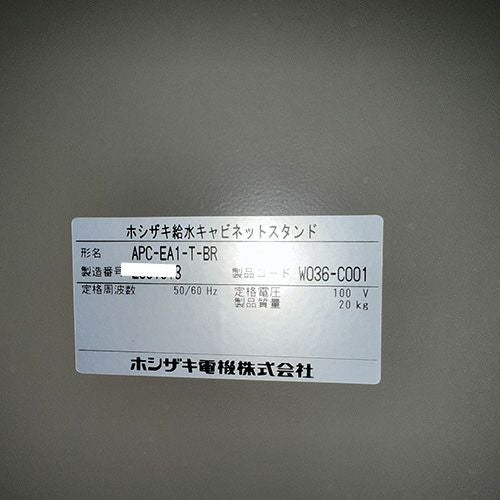 ホシザキ給水キャビネットスタンド
形名 APC-EA1-T-BR
製造番号 製品コード W036-C001
定格周波数 50/60 Hz 定格電圧 100 V
製品質量 20 kg
ホシザキ電機株式会社